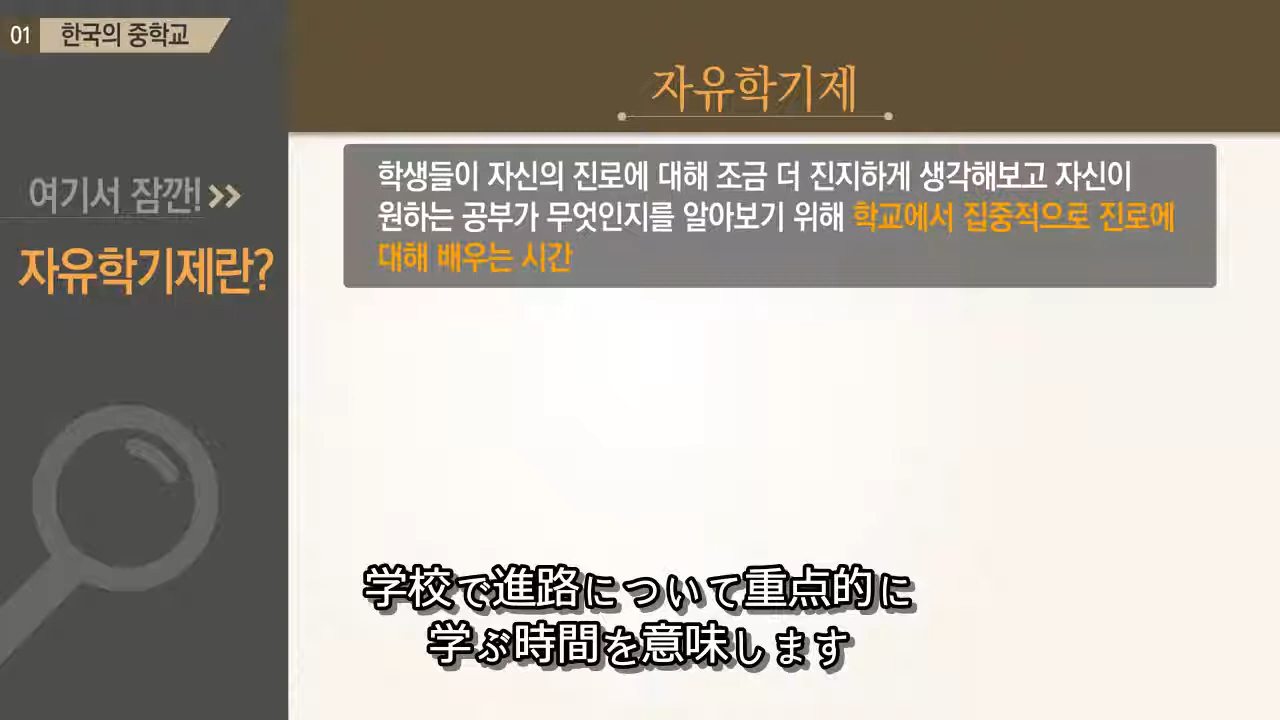 01 한국의 중학교
자유학기제
여기서 잠깐!
자유학기제란?
학생들이 자신의 진로에 대해 조금 더 진지하게 생각해보고 자신이
원하는 공부가 무엇인지를 알아보기 위해 학교에서 집중적으로 진로에
대해 배우는 시간
学校で進路について重点的に
学ぶ時間を意味します